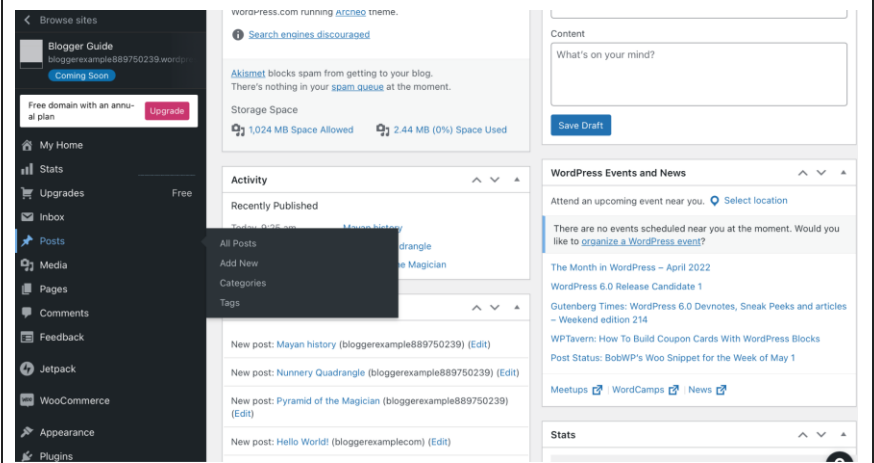 Browse sites
Blogger Guide
bloggerexample889750239.wordpr
Coming Soon
Free domain with an annu-
al plan
Upgrade
My Home
Stats
Upgrades Free
Inbox
Posts
Media
Pages
Comments
Feedback
Jetpack
WooCommerce
Appearance
Plugins
All Posts
Add New
Categories
Tags
WordPress.com running Archeo theme.
Search engines discouraged
Akismet blocks spam from getting to your blog.
There's nothing in your spam queue at the moment.
Storage Space
1,024 MB Space Allowed 2.44 MB (0%) Space Used
Activity
Recently Published
Today, 9:25 am Mayan history
drangle
he Magician
New post: Mayan history (bloggerexample889750239) (Edit)
New post: Nunnery Quadrangle (bloggerexample889750239) (Edit)
New post: Pyramid of the Magician (bloggerexample889750239)
(Edit)
New post: Hello World! (bloggerexamplecom) (Edit)
Content
What's on your mind?
Save Draft
WordPress Events and News
Attend an upcoming event near you. Select location
There are no events scheduled near you at the moment. Would you
like to organize a WordPress event?
The Month in WordPress – April 2022
WordPress 6.0 Release Candidate 1
Gutenberg Times: WordPress 6.0 Devnotes, Sneak Peeks and articles
– Weekend edition 214
WPTavern: How To Build Coupon Cards With WordPress Blocks
Post Status: BobWP's Woo Snippet for the Week of May 1
Meetups | WordCamps | News
Stats